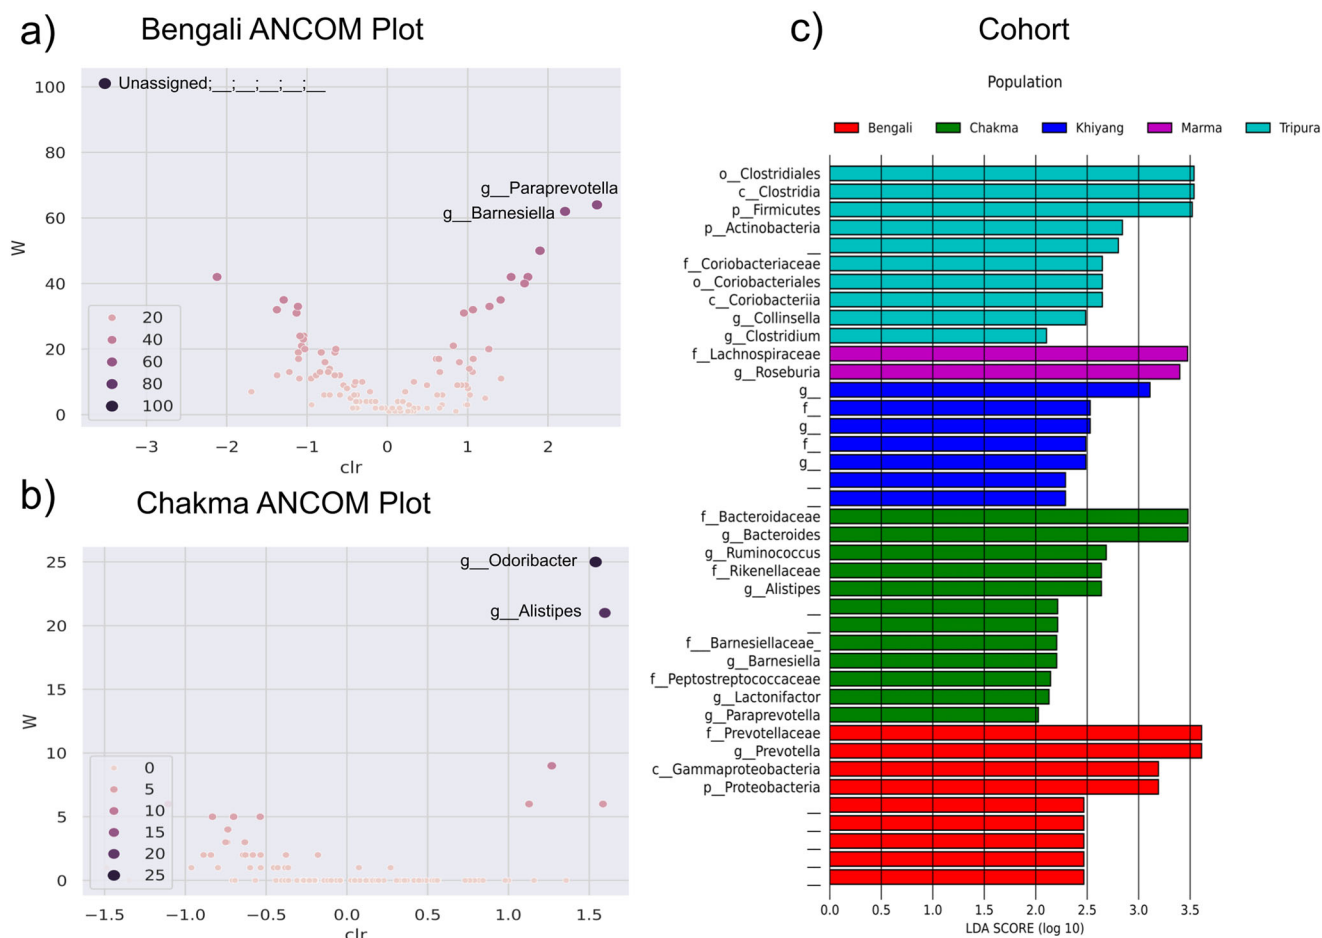 a)
Bengali ANCOM Plot
100
80
60
40
20
0
W
Unassigned;__;__;__;__;__
g__Paraprevotella
g__Barnesiella
20
40
60
80
100
−3
−2
−1
0
1
2
clr
b)
Chakma ANCOM Plot
25
20
15
10
5
0
W
g__Odoribacter
g__Alistipes
0
5
10
15
20
25
−1.5
−1.0
−0.5
0.0
0.5
1.0
1.5
clr
c)
Cohort
Population
Bengali
Chakma
Khiyang
Marma
Tripura
o__Clostridiales
c__Clostridia
p__Firmicutes
p__Actinobacteria
__
f__Coriobacteriaceae
o__Coriobacteriales
c__Coriobacteriia
g__Collinsella
g__Clostridium
f__Lachnospiraceae
g__Roseburia
g__
f__
g__
f__
g__
__
__
f__Bacteroidaceae
g__Bacteroides
g__Ruminococcus
f__Rikenellaceae
g__Alistipes
__
__
f___Barnesiellaceae_
g__Barnesiella
f__Peptostreptococcaceae
g__Lactonifactor
g__Paraprevotella
f__Prevotellaceae
g__Prevotella
c__Gammaproteobacteria
p__Proteobacteria
__
__
__
__
__
0.0
0.5
1.0
1.5
2.0
2.5
3.0
3.5
LDA SCORE (log 10)